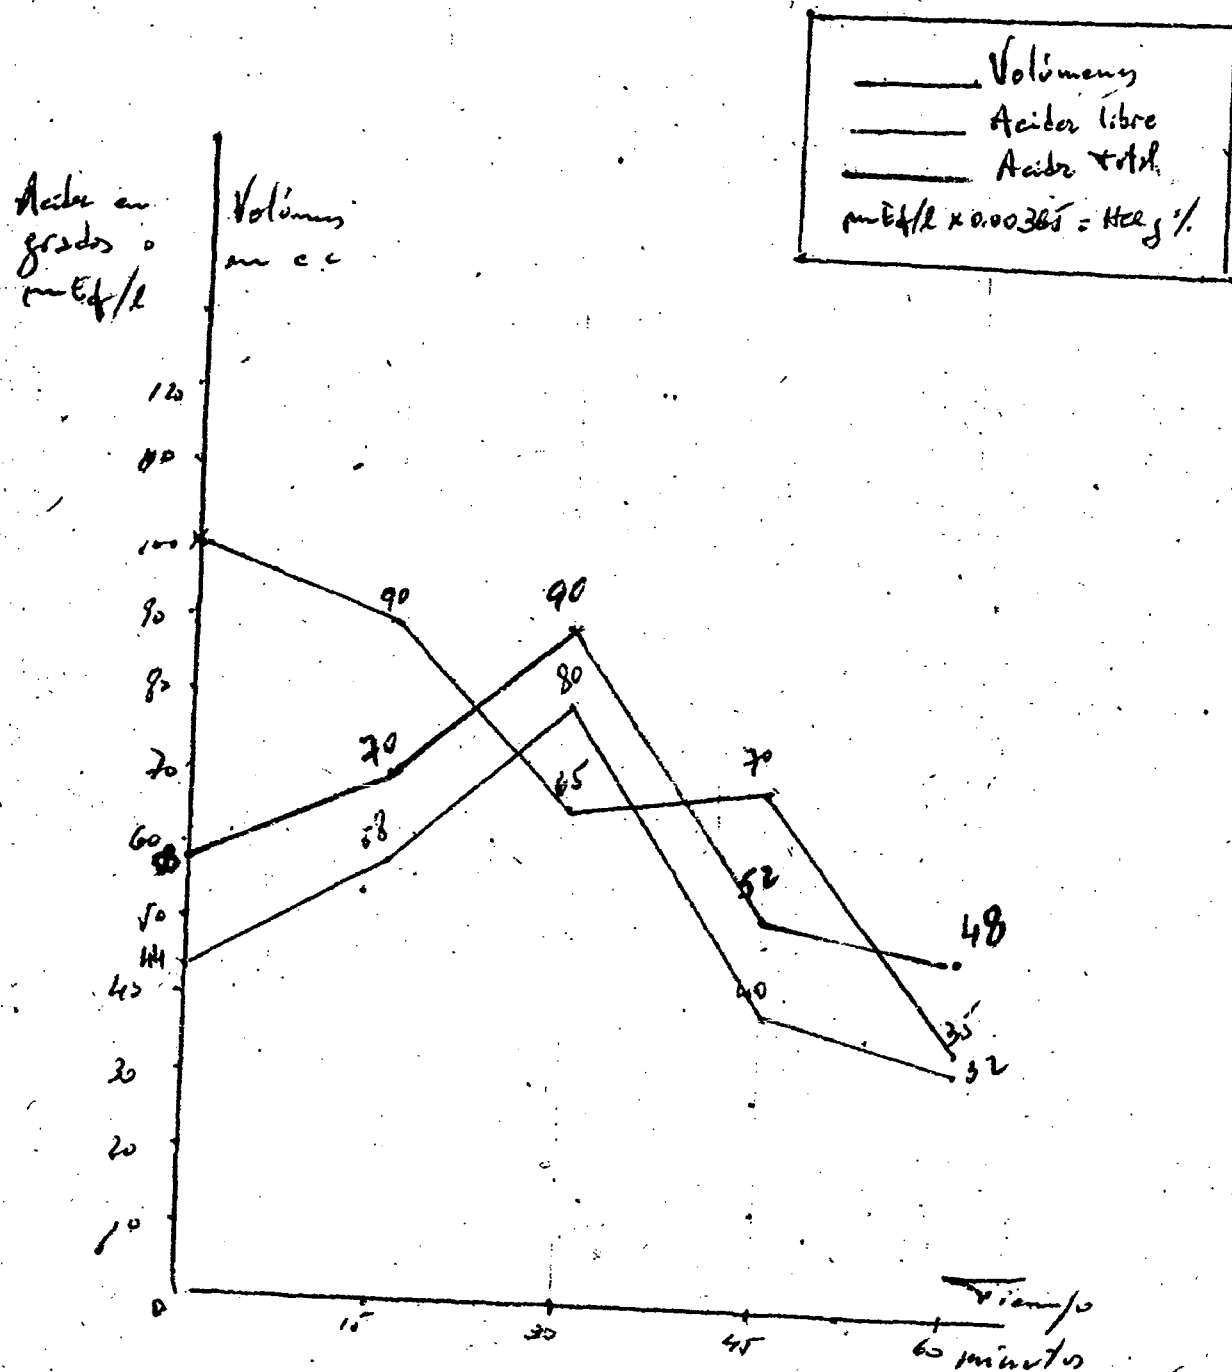 Volúmenes
Acidez libre
Acidez total
mEq/l x 0.00365 = HCl g %
Acidez en
grados o
mEq/l
Volúmenes
en cc
120
110
100
90
90
90
80
80
70
70
70
65
60
58
58
52
50
48
44
40
40
35
32
30
20
10
0
15
30
45
60
Tiempo
minutos